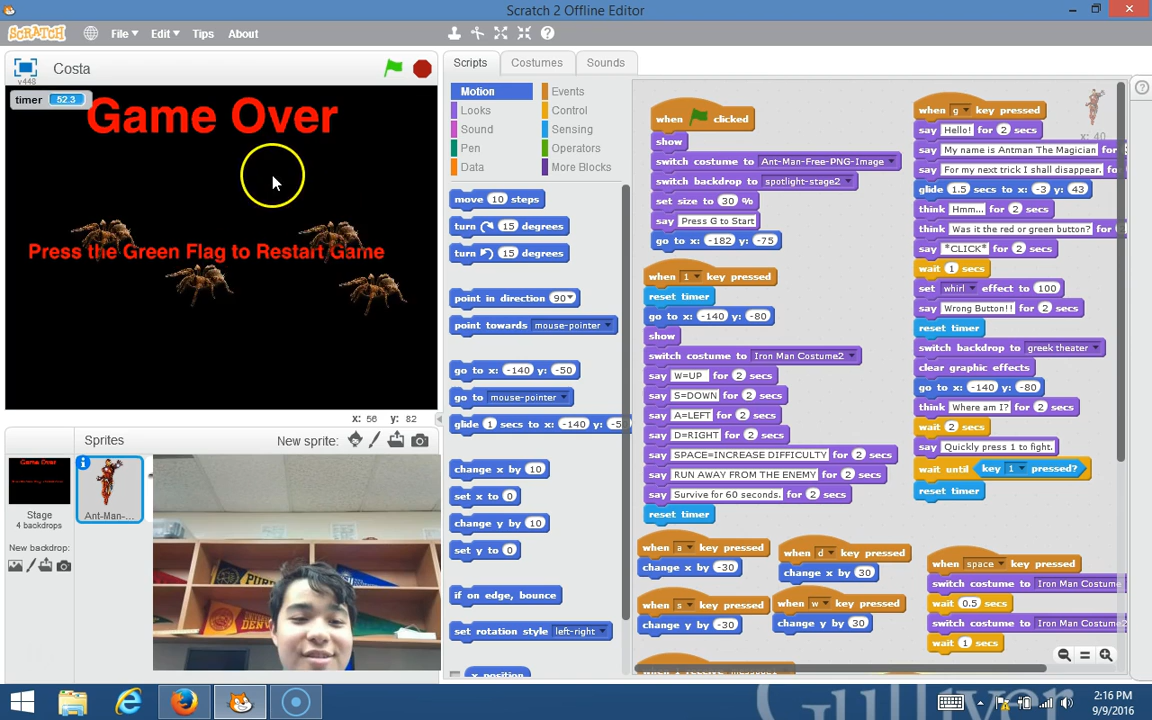 Scratch 2 Offline Editor
SCRATCH File Edit Tips About
Costa
v448
timer 52.3
Game Over
Press the Green Flag to Restart Game
x: 56 y: 82
Sprites New sprite:
Stage
4 backdrops
New backdrop:
Ant-Man-...
Scripts Costumes Sounds
Motion Events
Looks Control
Sound Sensing
Pen Operators
Data More Blocks
move 10 steps
turn 15 degrees
turn 15 degrees
point in direction 90
point towards mouse-pointer
go to x: -140 y: -50
go to mouse-pointer
glide 1 secs to x: -140 y: -50
change x by 10
set x to 0
change y by 10
set y to 0
if on edge, bounce
set rotation style left-right
x position
when clicked
show
switch costume to Ant-Man-Free-PNG-Image
switch backdrop to spotlight-stage2
set size to 30 %
say Press G to Start
go to x: -182 y: -75
when 1 key pressed
reset timer
go to x: -140 y: -80
show
switch costume to Iron Man Costume2
say W=UP for 2 secs
say S=DOWN for 2 secs
say A=LEFT for 2 secs
say D=RIGHT for 2 secs
say SPACE=INCREASE DIFFICULTY for 2 secs
say RUN AWAY FROM THE ENEMY for 2 secs
say Survive for 60 seconds. for 2 secs
reset timer
when a key pressed
change x by -30
when d key pressed
change x by 30
when s key pressed
change y by -30
when w key pressed
change y by 30
when g key pressed
say Hello! for 2 secs
say My name is Antman The Magician for
say For my next trick I shall disappear. for
glide 1.5 secs to x: -3 y: 43
think Hmm... for 2 secs
think Was it the red or green button? for
say *CLICK* for 2 secs
wait 1 secs
set whirl effect to 100
say Wrong Button!! for 2 secs
reset timer
switch backdrop to greek theater
clear graphic effects
go to x: -140 y: -80
think Where am I? for 2 secs
wait 2 secs
say Quickly press 1 to fight.
wait until key 1 pressed?
reset timer
when space key pressed
switch costume to Iron Man Costume
wait 0.5 secs
switch costume to Iron Man Costume2
wait 1 secs
x: 40
PURDUE
DENVER
Gulliver
2:16 PM
9/9/2016